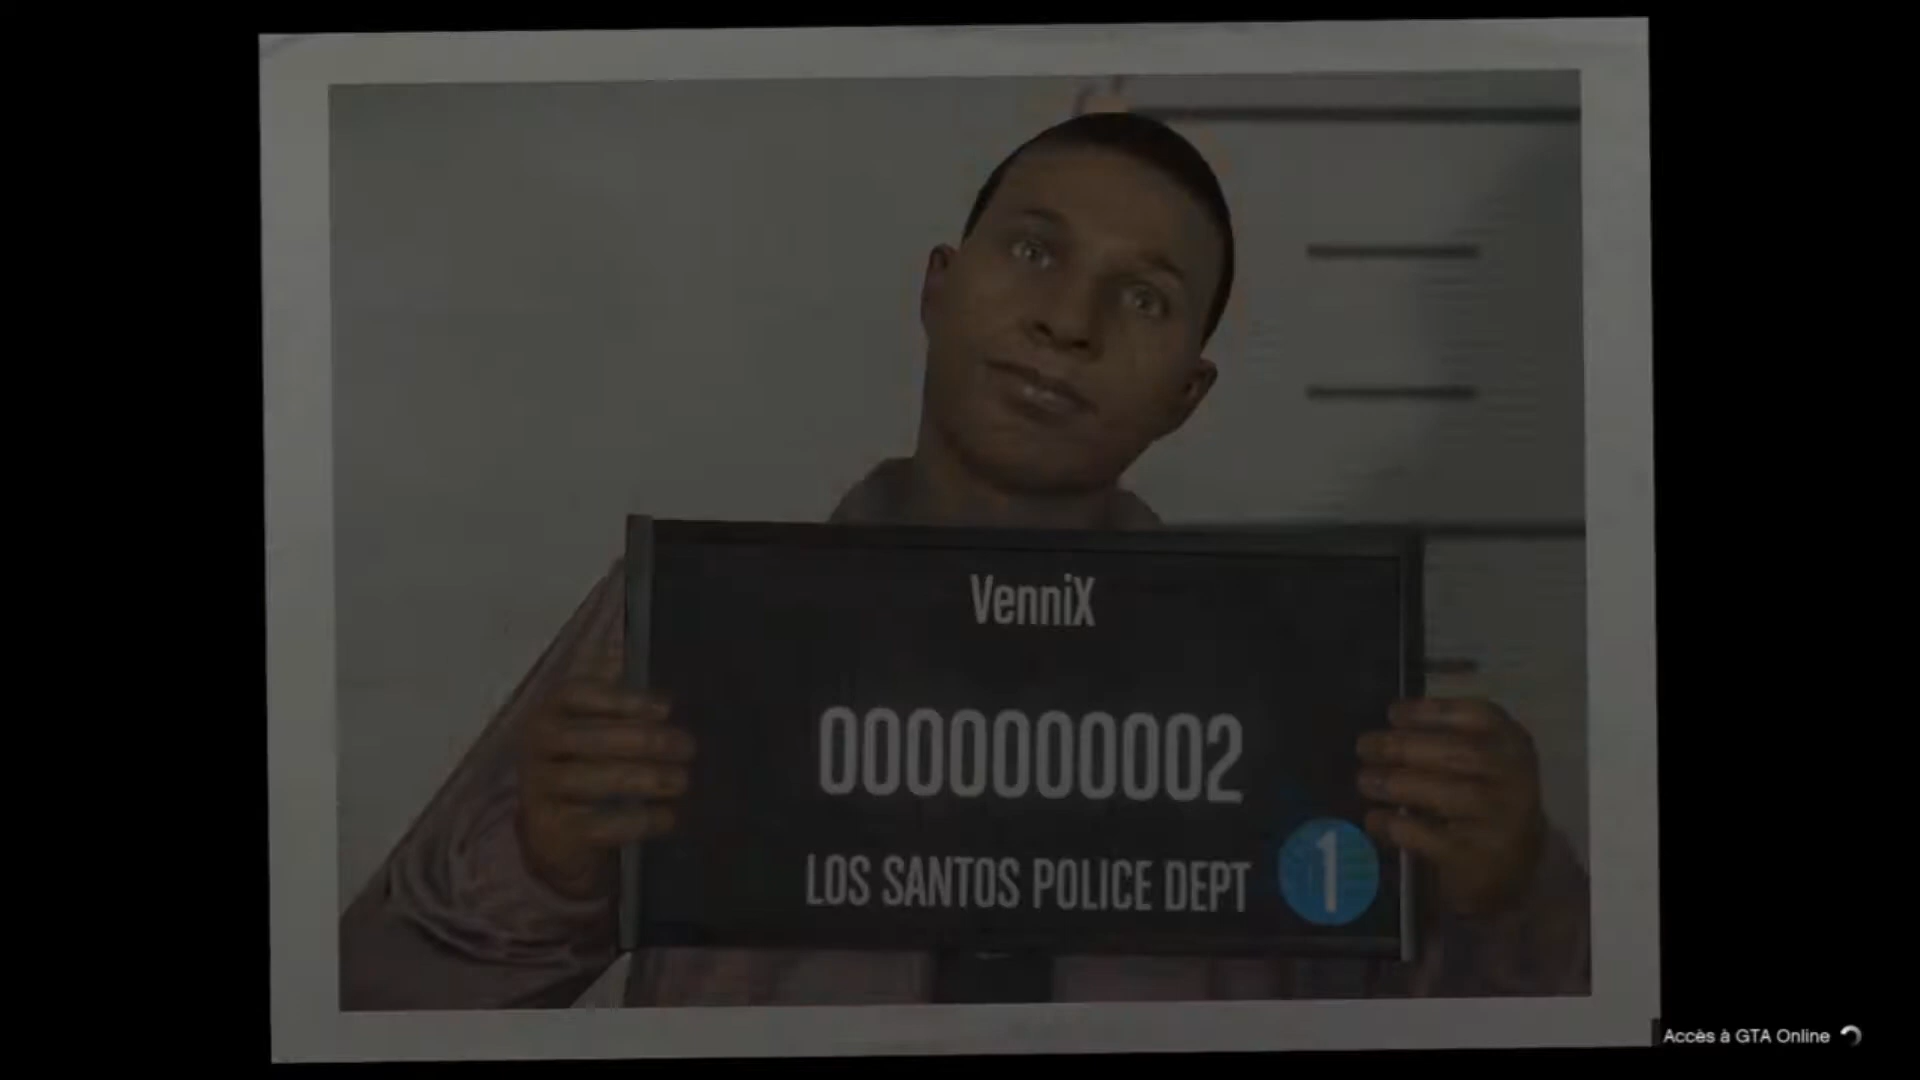 VenniX
0000000002
LOS SANTOS POLICE DEPT
1
Accès à GTA Online